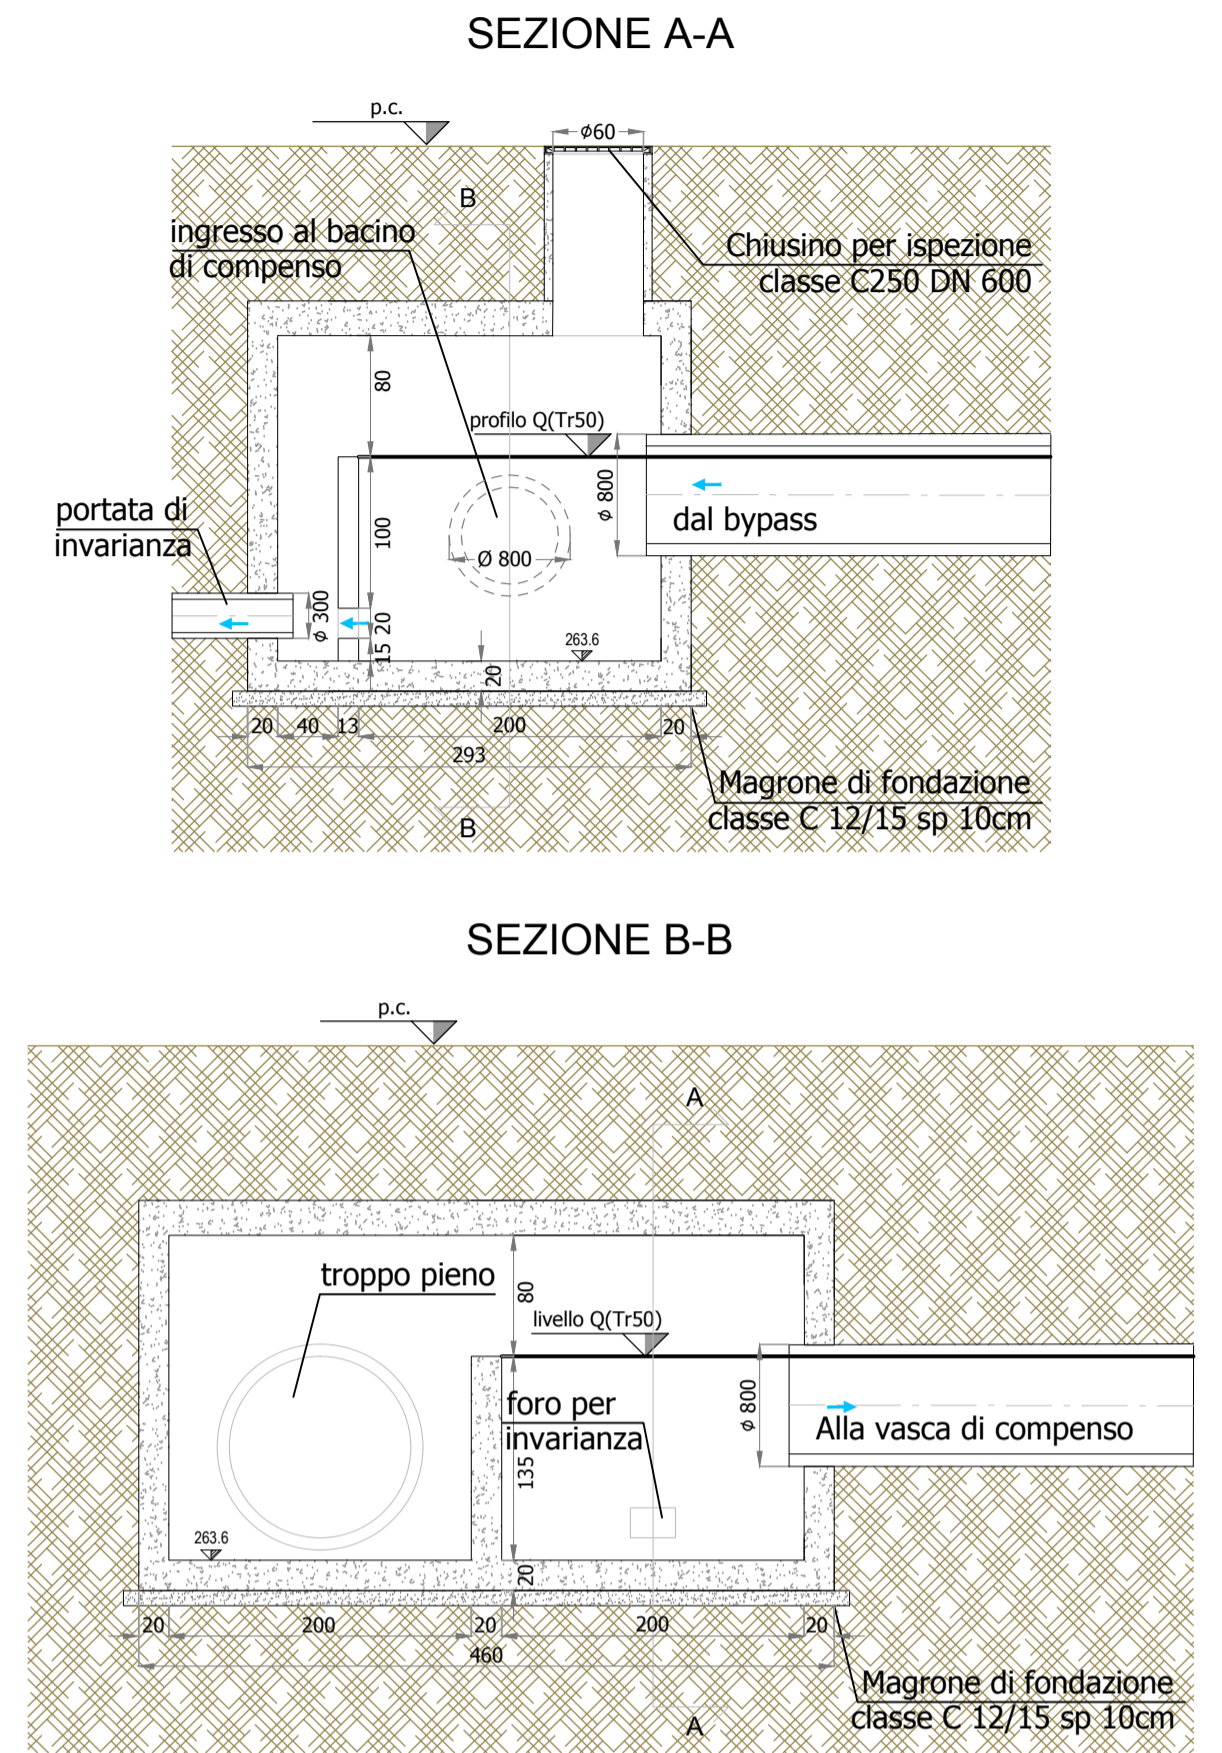 SEZIONE A-A
p.c.
ϕ60
B
ingresso al bacino
di compenso
Chiusino per ispezione
classe C250 DN 600
80
profilo Q(Tr50)
ϕ 800
dal bypass
portata di
invarianza
100
Ø 800
ϕ 300
20
15
263.6
20
20
40
13
200
20
293
Magrone di fondazione
classe C 12/15 sp 10cm
B
SEZIONE B-B
p.c.
A
troppo pieno
80
livello Q(Tr50)
foro per
invarianza
ϕ 800
Alla vasca di compenso
135
263.6
20
20
200
20
200
20
460
Magrone di fondazione
classe C 12/15 sp 10cm
A